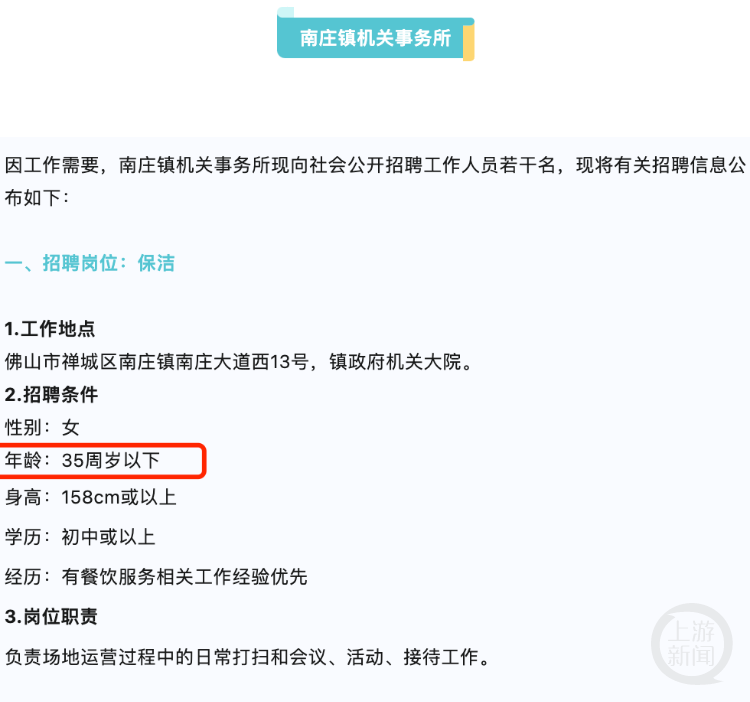 南庄镇机关事务所
因工作需要，南庄镇机关事务所现向社会公开招聘工作人员若干名，现将有关招聘信息公
布如下：
一、招聘岗位：保洁
1.工作地点
佛山市禅城区南庄镇南庄大道西13号，镇政府机关大院。
2.招聘条件
性别：女
年龄：35周岁以下
身高：158cm或以上
学历：初中或以上
经历：有餐饮服务相关工作经验优先
3.岗位职责
负责场地运营过程中的日常打扫和会议、活动、接待工作。
上游
新闻